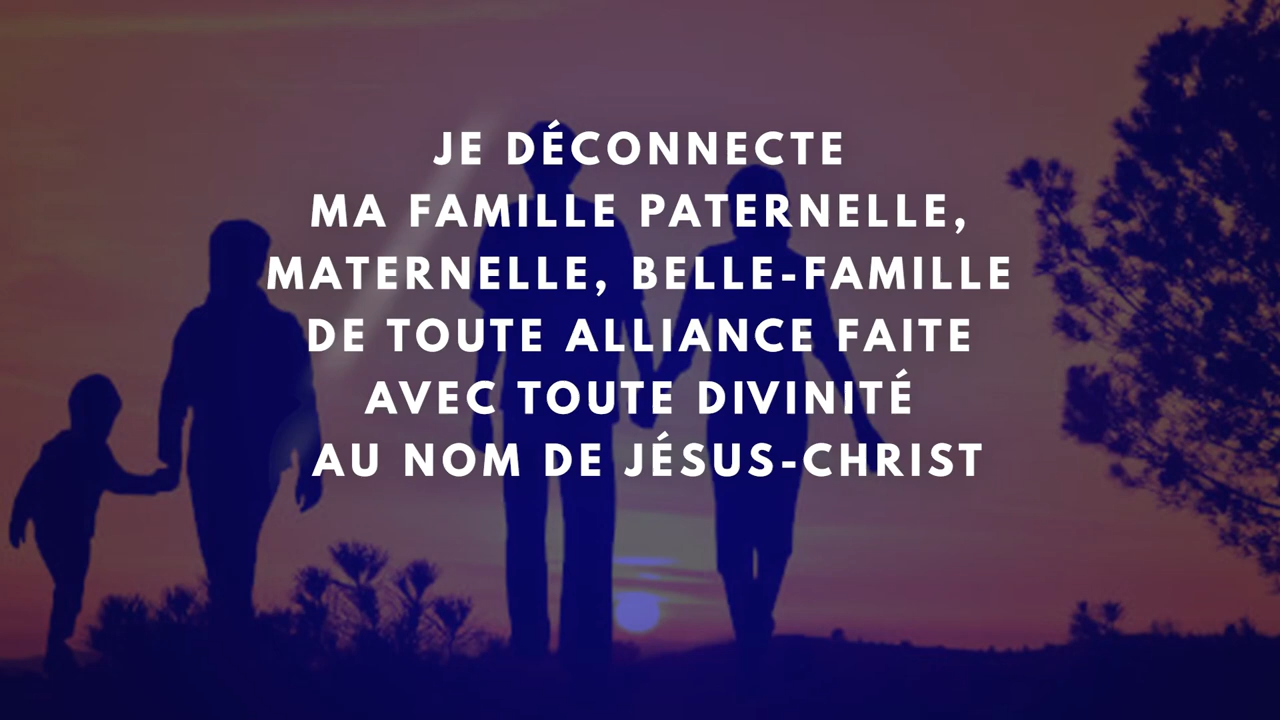 JE DÉCONNECTE
MA FAMILLE PATERNELLE,
MATERNELLE, BELLE-FAMILLE
DE TOUTE ALLIANCE FAITE
AVEC TOUTE DIVINITÉ
AU NOM DE JÉSUS-CHRIST